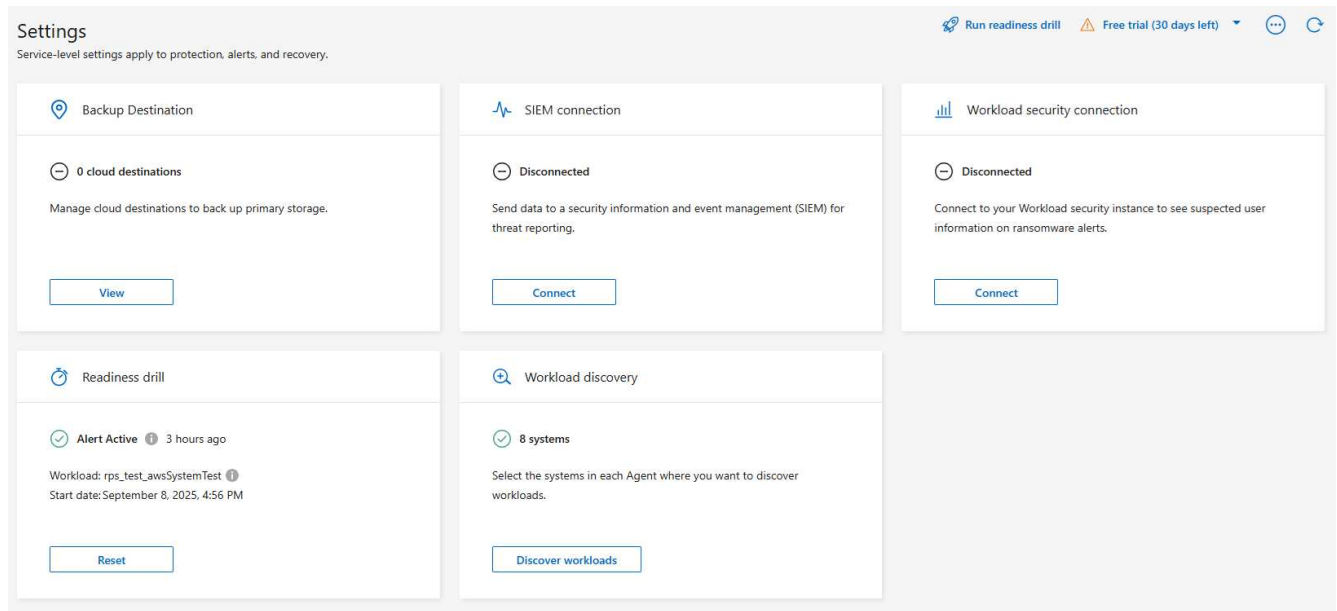 Settings
Run readiness drill
Free trial (30 days left)
Service-level settings apply to protection, alerts, and recovery.
Backup Destination
0 cloud destinations
Manage cloud destinations to back up primary storage.
View
SIEM connection
Disconnected
Send data to a security information and event management (SIEM) for
threat reporting.
Connect
Workload security connection
Disconnected
Connect to your Workload security instance to see suspected user
information on ransomware alerts.
Connect
Readiness drill
Alert Active 3 hours ago
Workload: rps_test_awsSystemTest
Start date: September 8, 2025, 4:56 PM
Reset
Workload discovery
8 systems
Select the systems in each Agent where you want to discover
workloads.
Discover workloads